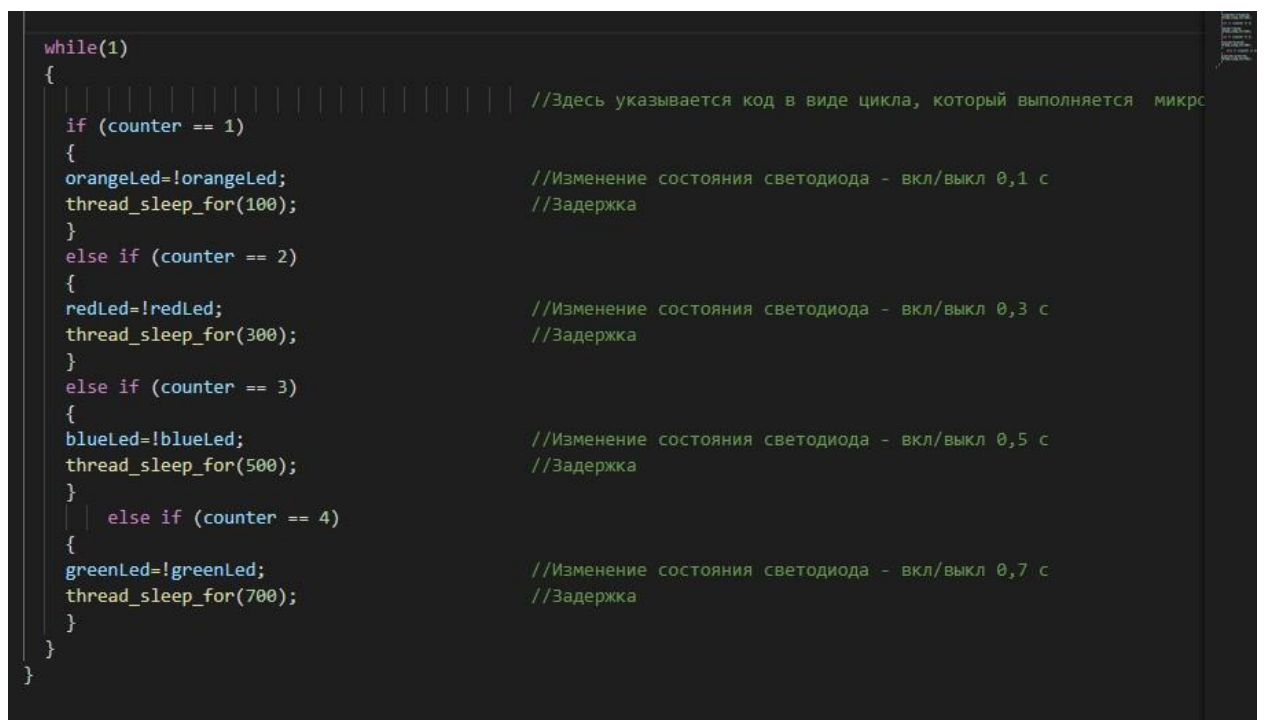 while(1)
{
//Здесь указывается код в виде цикла, который выполняется
if (counter == 1)
{
orangeLed=!orangeLed; //Изменение состояния светодиода - вкл/выкл 0,1 с
thread_sleep_for(100); //Задержка
}
else if (counter == 2)
{
redLed=!redLed; //Изменение состояния светодиода - вкл/выкл 0,3 с
thread_sleep_for(300); //Задержка
}
else if (counter == 3)
{
blueLed=!blueLed; //Изменение состояния светодиода - вкл/выкл 0,5 с
thread_sleep_for(500); //Задержка
}
else if (counter == 4)
{
greenLed=!greenLed; //Изменение состояния светодиода - вкл/выкл 0,7 с
thread_sleep_for(700); //Задержка
}
}
}